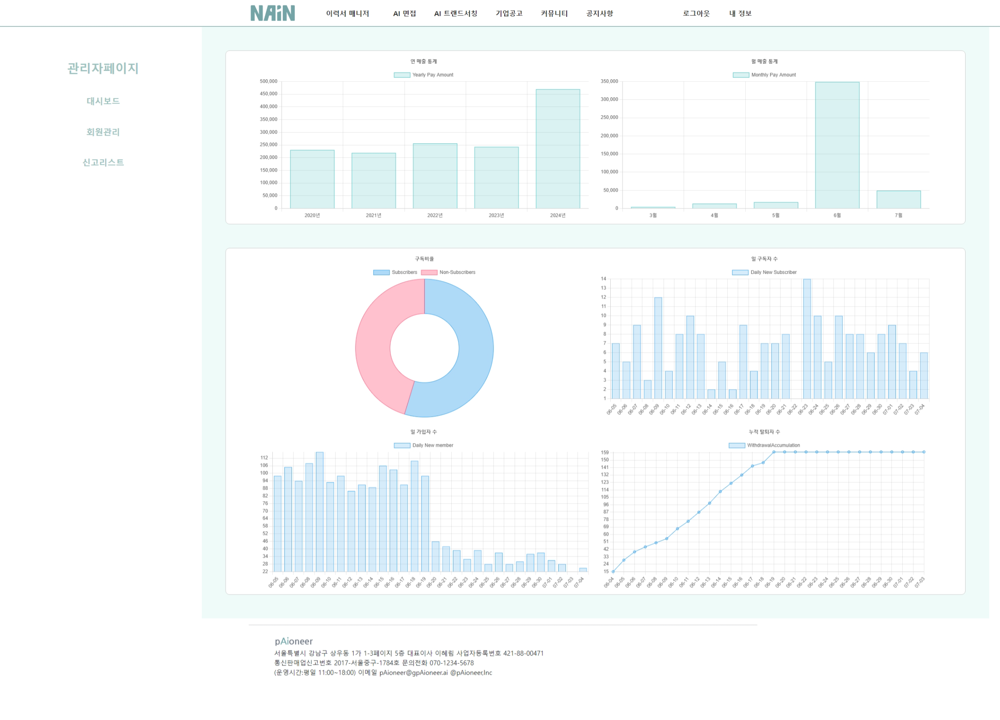 NAiN 이력서 매니저 AI 면접 AI 트랜드서칭 기업공고 커뮤니티 공지사항 로그아웃 내 정보
관리자페이지
대시보드
회원관리
신고리스트
연 매출 통계
Yearly Pay Amount
500,000
450,000
400,000
350,000
300,000
250,000
200,000
150,000
100,000
50,000
0
2020년 2021년 2022년 2023년 2024년
월 매출 통계
Monthly Pay Amount
350,000
300,000
250,000
200,000
150,000
100,000
50,000
0
3월 4월 5월 6월 7월
구독비율
Subscribers Non-Subscribers
일 구독자 수
Daily New Subscriber
14
13
12
11
10
9
8
7
6
5
4
3
2
1
06-05 06-06 06-07 06-08 06-09 06-10 06-11 06-12 06-13 06-14 06-15 06-16 06-17 06-18 06-19 06-20 06-21 06-22 06-23 06-24 06-25 06-26 06-27 06-28 06-29 06-30 07-01 07-02 07-03 07-04
일 가입자 수
Daily New member
112
106
100
94
88
82
76
70
64
58
52
46
40
34
28
22
06-05 06-06 06-07 06-08 06-09 06-10 06-11 06-12 06-13 06-14 06-15 06-16 06-17 06-18 06-19 06-20 06-21 06-22 06-23 06-24 06-25 06-26 06-27 06-28 06-29 06-30 07-01 07-02 07-03 07-04
누적 탈퇴자 수
WithdrawalAccumulation
159
150
141
132
123
114
105
96
87
78
69
60
51
42
33
24
15
06-04 06-05 06-06 06-07 06-08 06-09 06-10 06-11 06-12 06-13 06-14 06-15 06-16 06-17 06-18 06-19 06-20 06-21 06-22 06-23 06-24 06-25 06-26 06-27 06-28 06-29 06-30 07-01 07-02 07-03
pAioneer
서울특별시 강남구 상우동 1가 1-3페이지 5층 대표이사 이혜림 사업자등록번호 421-88-00471
통신판매업신고번호 2017-서울중구-1784호 문의전화 070-1234-5678
(운영시간:평일 11:00~18:00) 이메일 pAioneer@gpAioneer.ai @pAioneer,Inc